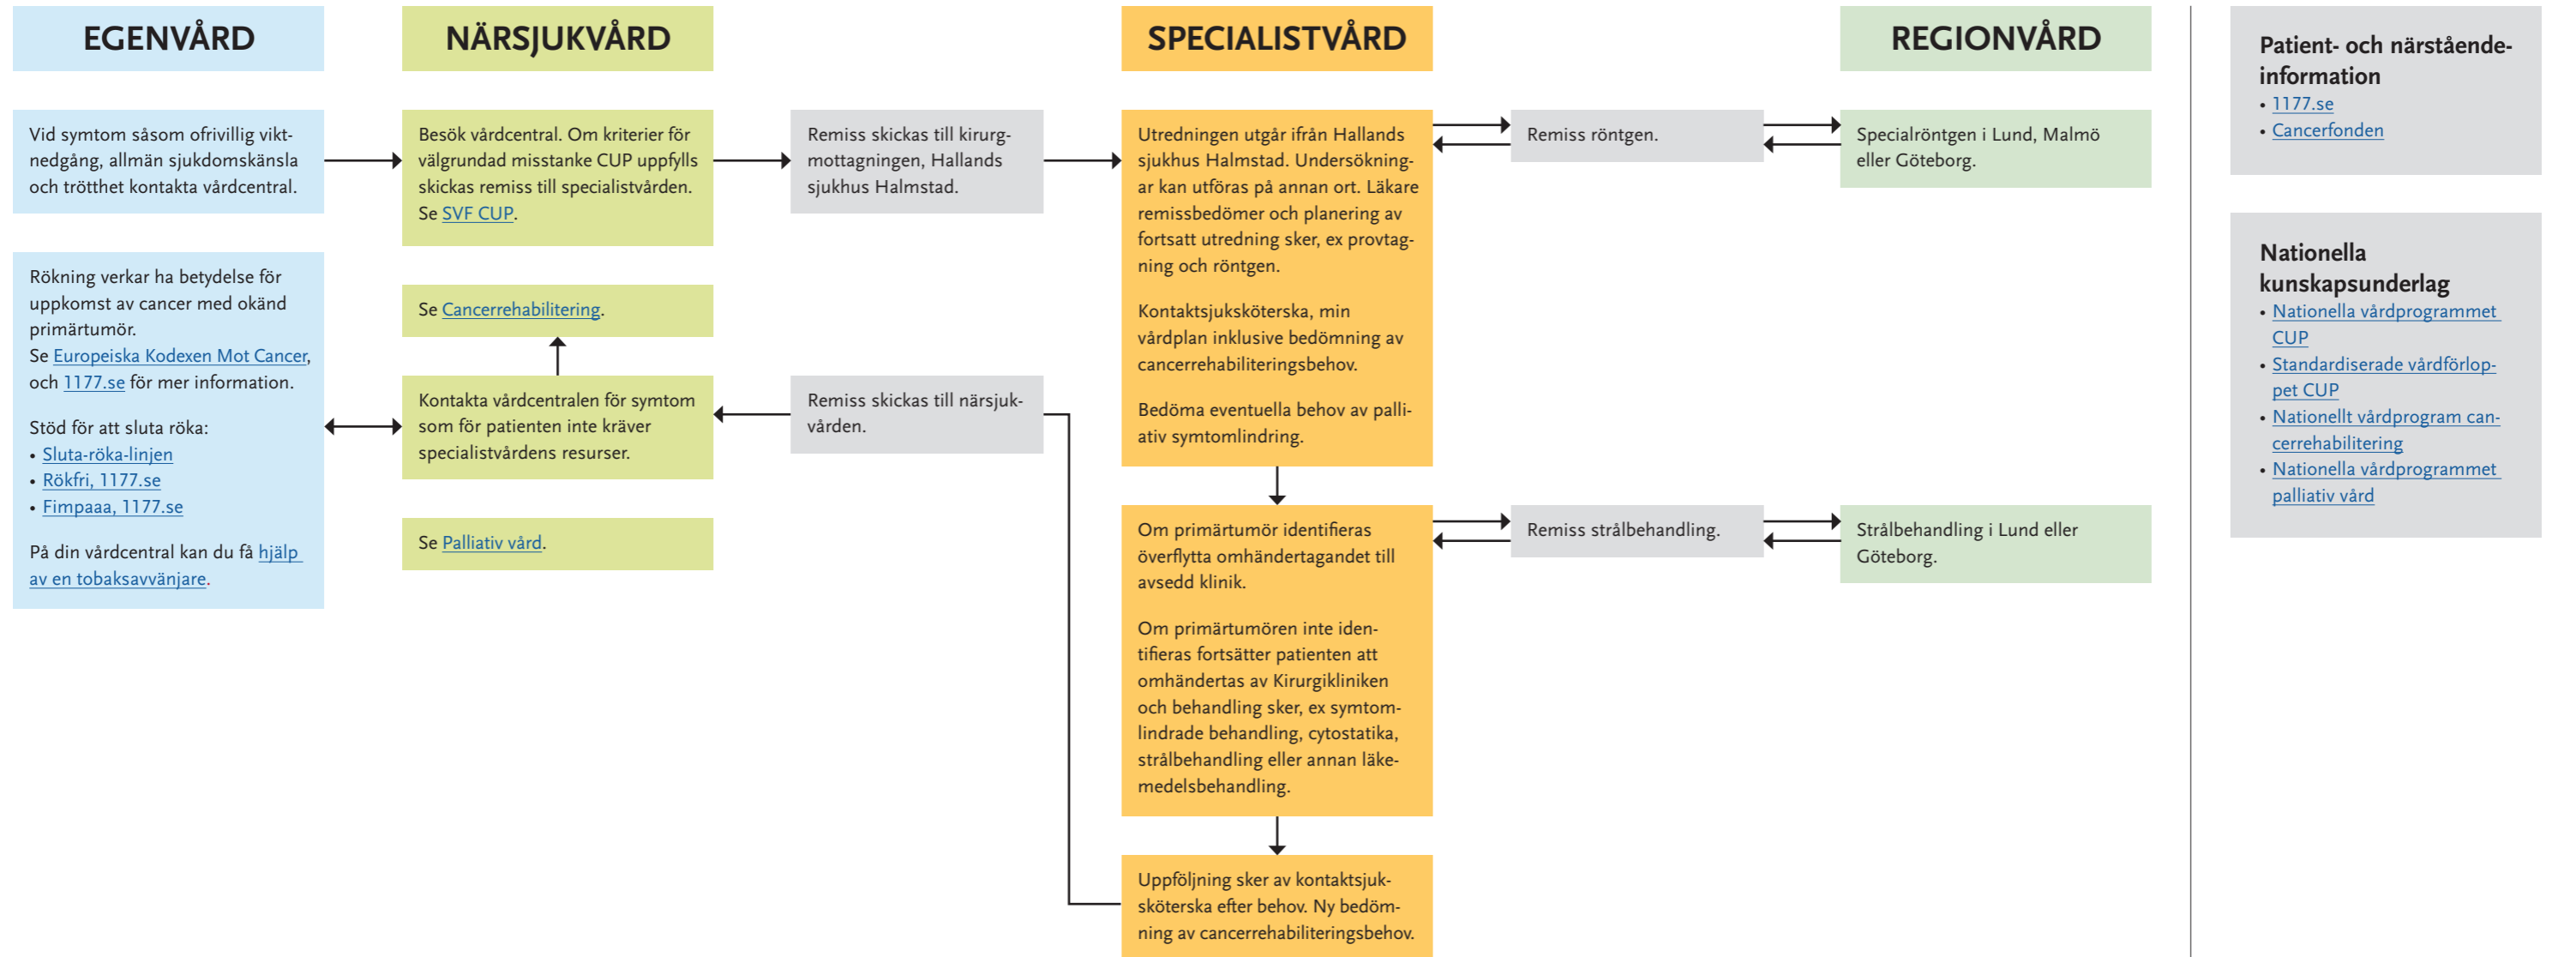 EGENVÅRD
Vid symtom såsom ofrivillig vikt-
nedgång, allmän sjukdomskänsla
och trötthet kontakta vårdcentral.
Rökning verkar ha betydelse för
uppkomst av cancer med okänd
primärtumör.
Se Europeiska Kodexen Mot Cancer,
och 1177.se för mer information.
Stöd för att sluta röka:
• Sluta-röka-linjen
• Rökfri, 1177.se
• Fimpaaa, 1177.se
På din vårdcentral kan du få hjälp
av en tobaksavvänjare.
NÄRSJUKVÅRD
Besök vårdcentral. Om kriterier för
välgrundad misstanke CUP uppfylls
skickas remiss till specialistvården.
Se SVF CUP.
Se Cancerrehabilitering.
Kontakta vårdcentralen för symtom
som för patienten inte kräver
specialistvårdens resurser.
Se Palliativ vård.
Remiss skickas till kirurg-
mottagningen, Hallands
sjukhus Halmstad.
Remiss skickas till närsjuk-
vården.
SPECIALISTVÅRD
Utredningen utgår ifrån Hallands
sjukhus Halmstad. Undersökning-
ar kan utföras på annan ort. Läkare
remissbedömer och planering av
fortsatt utredning sker, ex provtag-
ning och röntgen.
Kontaktsjuksköterska, min
vårdplan inklusive bedömning av
cancerrehabiliteringsbehov.
Bedöma eventuella behov av palli-
ativ symtomlindring.
Om primärtumör identifieras
överflytta omhändertagandet till
avsedd klinik.
Om primärtumören inte iden-
tifieras fortsätter patienten att
omhändertas av Kirurgikliniken
och behandling sker, ex symtom-
lindrade behandling, cytostatika,
strålbehandling eller annan läke-
medelsbehandling.
Uppföljning sker av kontaktsjuk-
sköterska efter behov. Ny bedöm-
ning av cancerrehabiliteringsbehov.
Remiss röntgen.
Remiss strålbehandling.
REGIONVÅRD
Specialröntgen i Lund, Malmö
eller Göteborg.
Strålbehandling i Lund eller
Göteborg.
Patient- och närstående-
information
• 1177.se
• Cancerfonden
Nationella
kunskapsunderlag
• Nationella vårdprogrammet
CUP
• Standardiserade vårdförlop-
pet CUP
• Nationellt vårdprogram can-
cerrehabilitering
• Nationella vårdprogrammet
palliativ vård